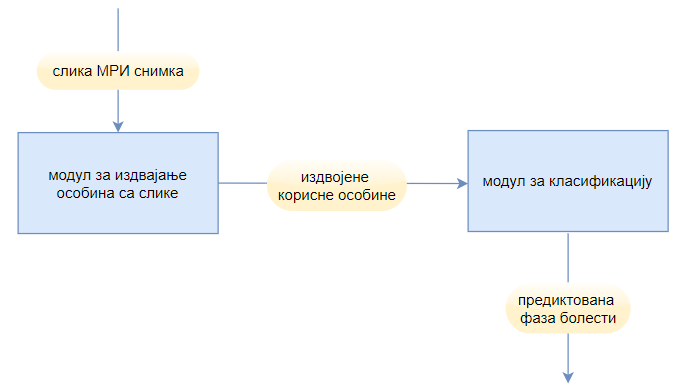 слика МРИ снимка
модул за издвајање
особина са слике
издвојене
корисне особине
модул за класификацију
предиктована
фаза болести